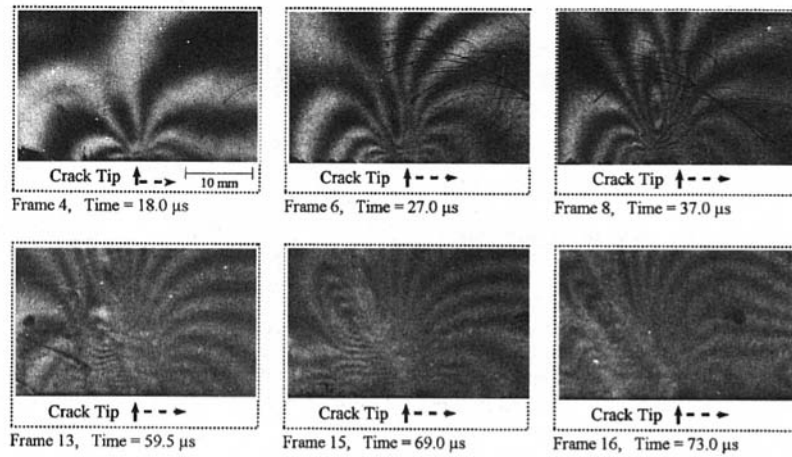 Crack Tip
10 mm
Frame 4, Time = 18.0 µs
Crack Tip
Frame 6, Time = 27.0 µs
Crack Tip
Frame 8, Time = 37.0 µs
Crack Tip
Frame 13, Time = 59.5 µs
Crack Tip
Frame 15, Time = 69.0 µs
Crack Tip
Frame 16, Time = 73.0 µs